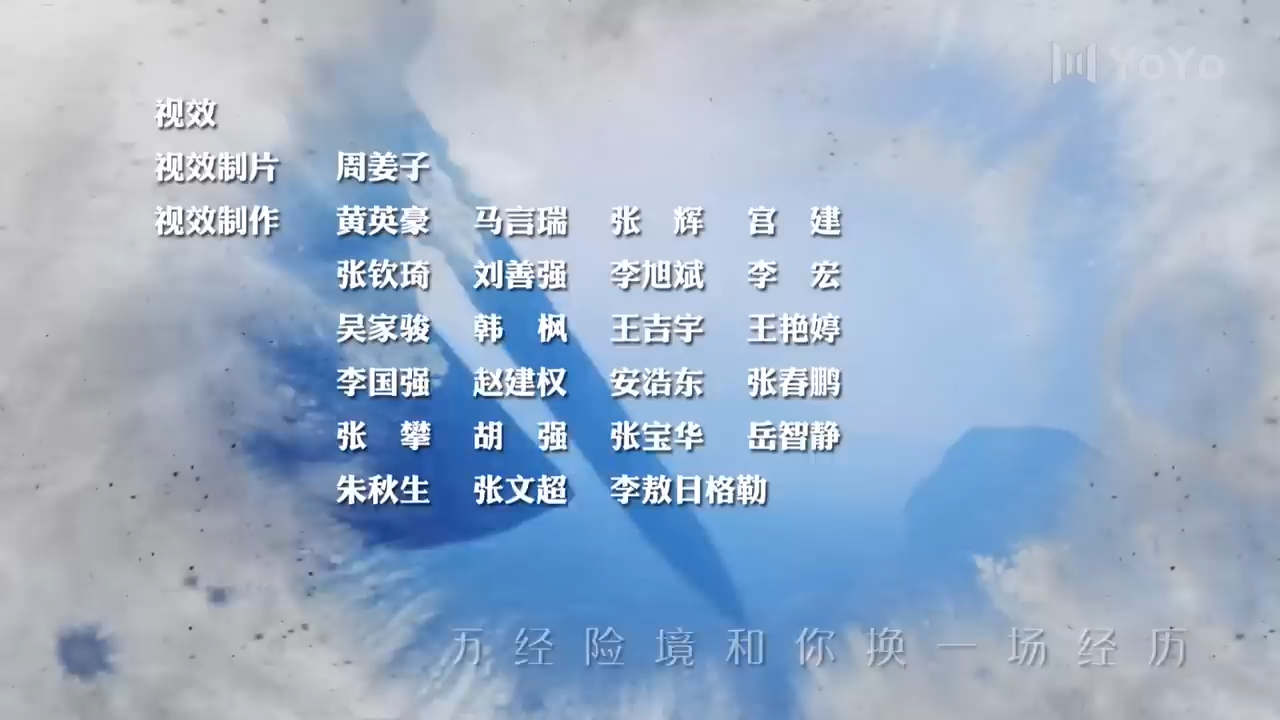 YoYo
视效
视效制片 周姜子
视效制作 黄英豪 马言瑞 张 辉 宫 建
张钦琦 刘善强 李旭斌 李 宏
吴家骏 韩 枫 王吉宇 王艳婷
李国强 赵建权 安浩东 张春鹏
张 攀 胡 强 张宝华 岳智静
朱秋生 张文超 李敖日格勒
万经险境和你换一场经历